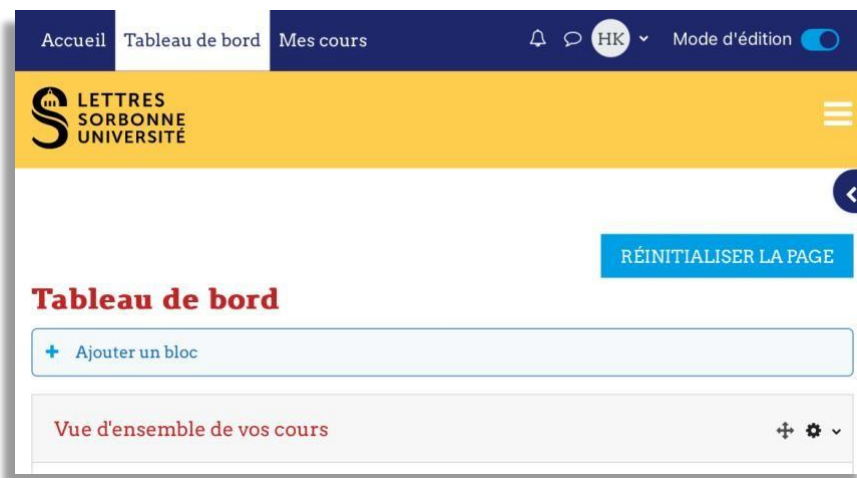 Accueil Tableau de bord Mes cours HK Mode d'édition
LETTRES
SORBONNE
UNIVERSITÉ
RÉINITIALISER LA PAGE
Tableau de bord
+ Ajouter un bloc
Vue d'ensemble de vos cours